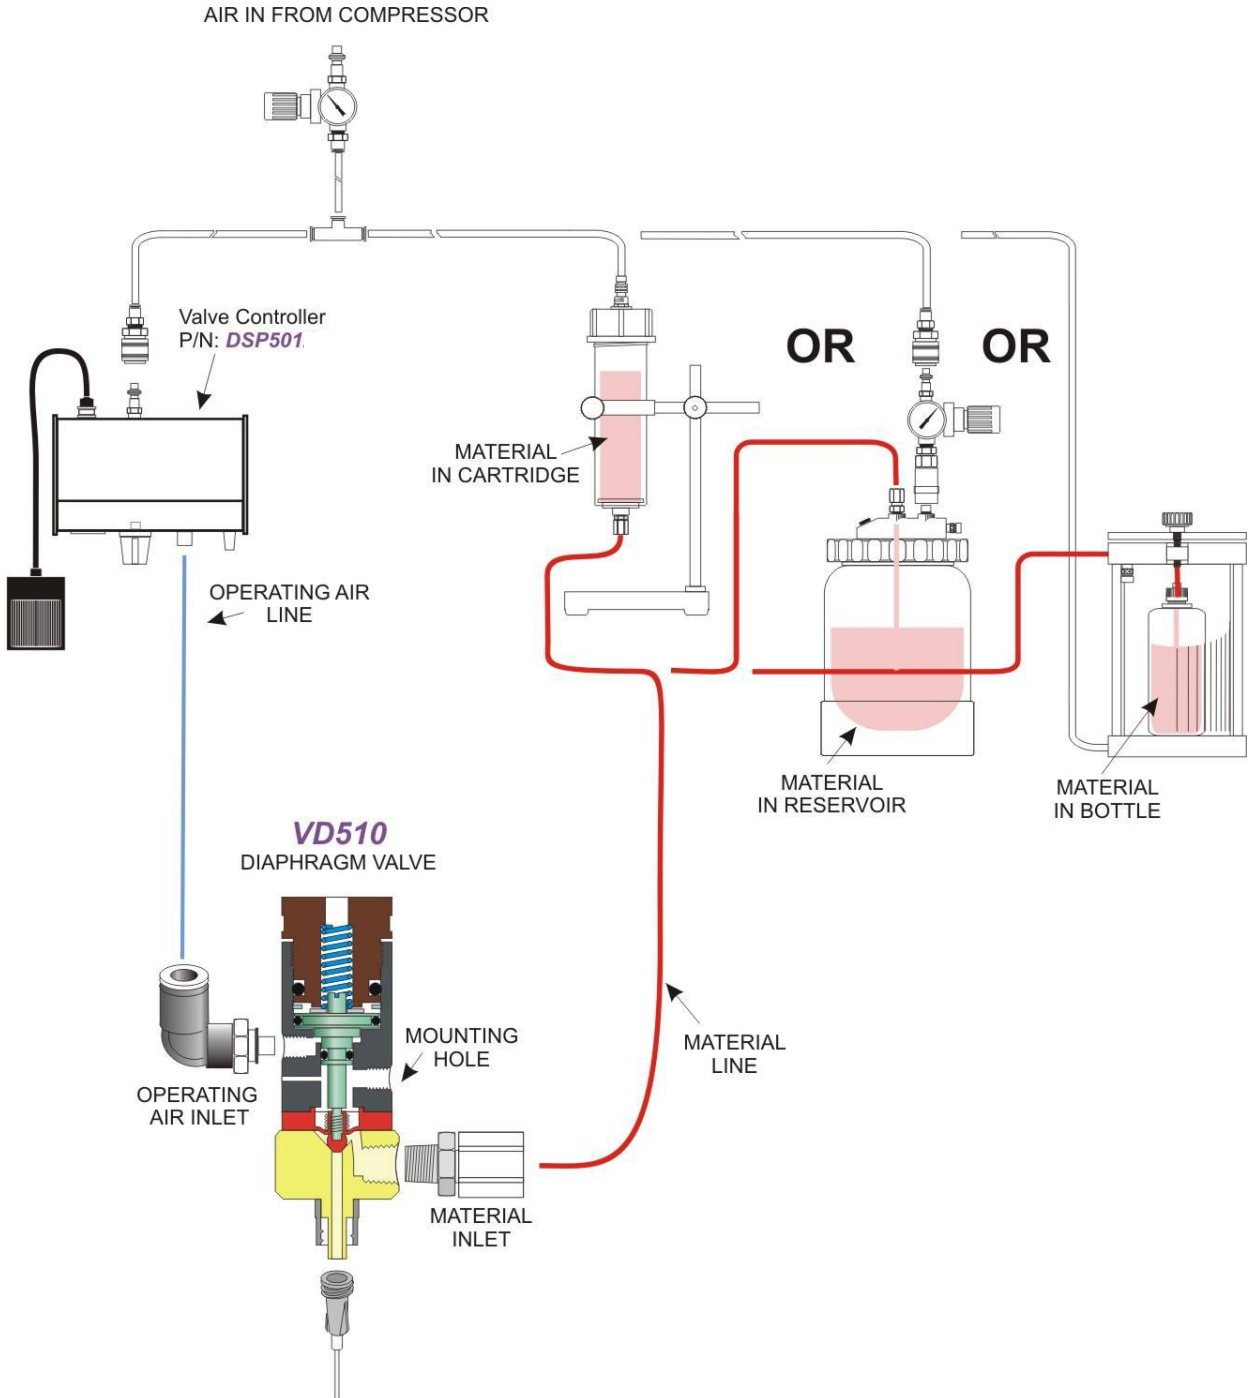 AIR IN FROM COMPRESSOR
Valve Controller
P/N: DSP501
OR
OR
MATERIAL
IN CARTRIDGE
OPERATING AIR
LINE
MATERIAL
IN RESERVOIR
MATERIAL
IN BOTTLE
VD510
DIAPHRAGM VALVE
MOUNTING
HOLE
MATERIAL
LINE
OPERATING
AIR INLET
MATERIAL
INLET